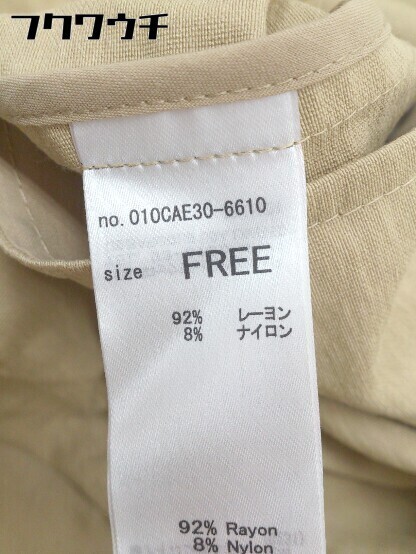 フクワウチ
no. 010CAE30-6610
size FREE
92% レーヨン
8% ナイロン
92% Rayon
8% Nylon